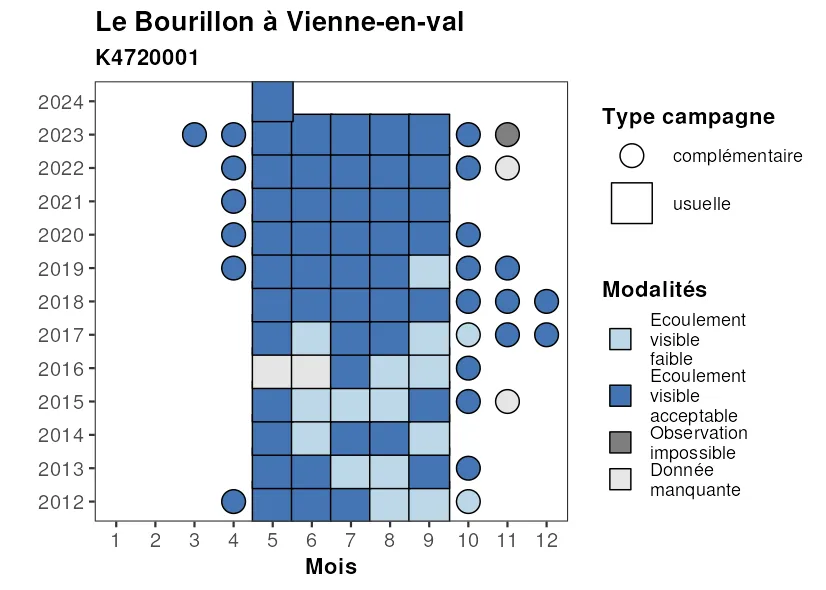 Le Bourillon à Vienne-en-val
K4720001
2024
2023
2022
2021
2020
2019
2018
2017
2016
2015
2014
2013
2012
1 2 3 4 5 6 7 8 9 10 11 12
Mois
Type campagne
complémentaire
usuelle
Modalités
Ecoulement
visible
faible
Ecoulement
visible
acceptable
Observation
impossible
Donnée
manquante